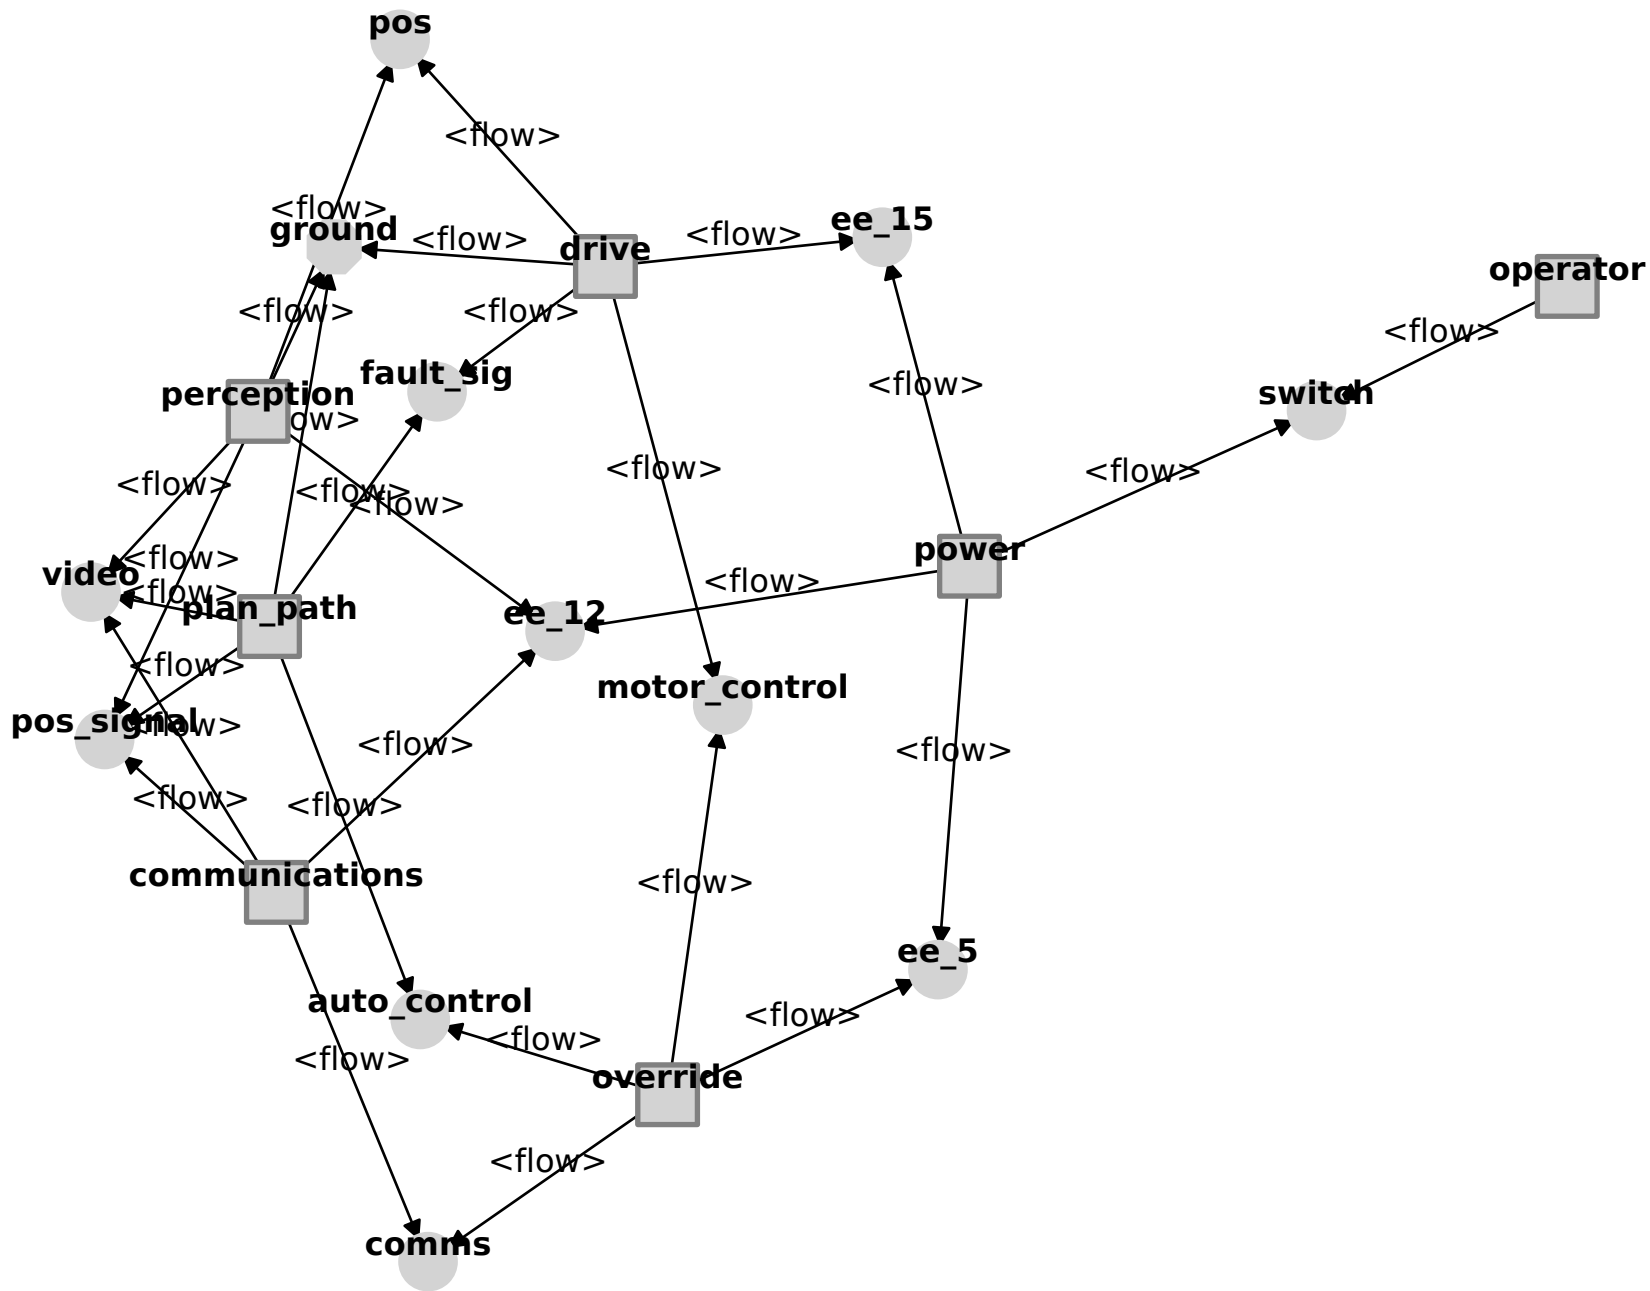 pos
<flow>
<flow>
ground
<flow>
drive
<flow>
ee_15
operator
<flow>
<flow>
<flow>
switch
fault_sig
perception
ow>
<flow>
<flow>
<flow>
<flow>
<flow>
<flow>
<flow>
power
<flow>
video
<flow>
<flow>
plan_path
ee_12
<flow>
motor_control
pos_signal
<flow>
<flow>
<flow>
<flow>
<flow>
communications
<flow>
ee_5
auto_control
<flow>
<flow>
<flow>
override
<flow>
comms